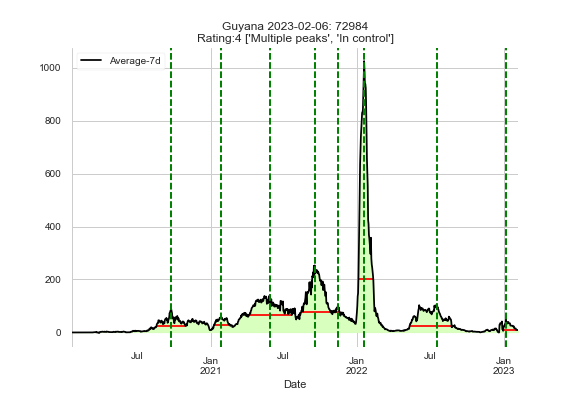 Guyana 2023-02-06: 72984
Rating:4 ['Multiple peaks', 'In control']
Average-7d
1000
800
600
400
200
0
Jul Jan Jul Jan Jul Jan
2021 2022 2023
Date